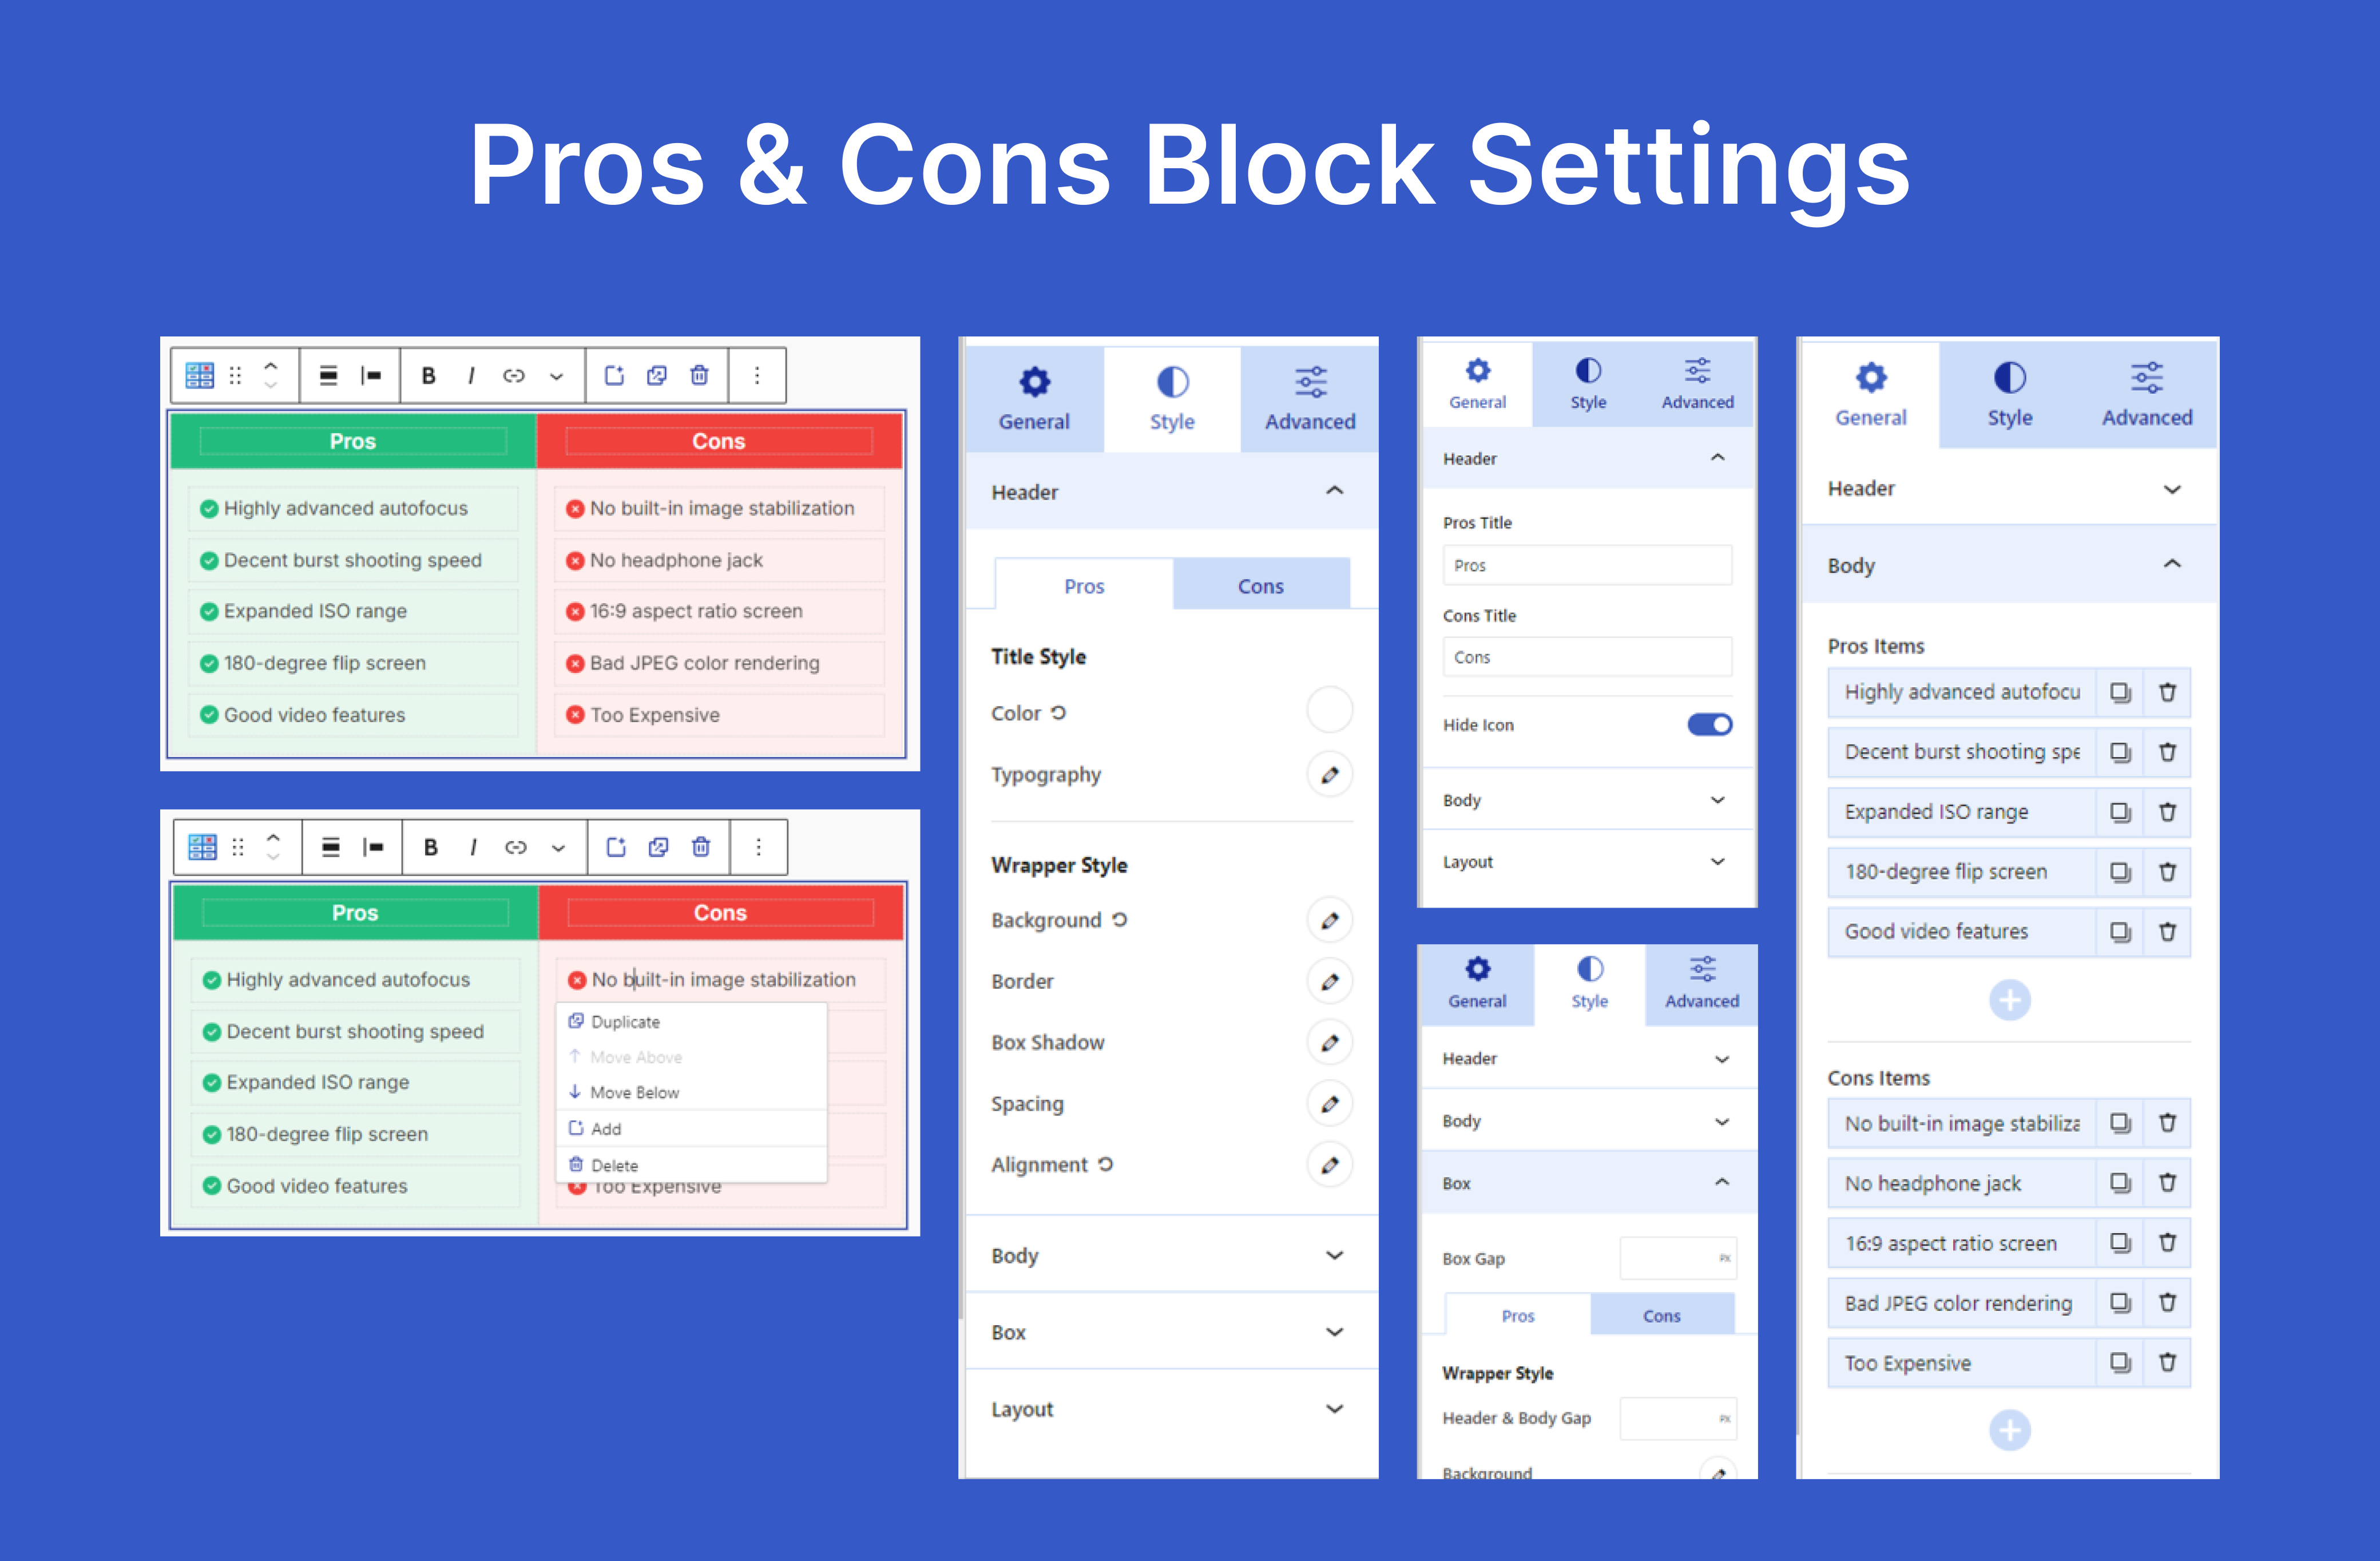 Pros & Cons Block Settings
B I
Pros Cons
Highly advanced autofocus No built-in image stabilization
Decent burst shooting speed No headphone jack
Expanded ISO range 16:9 aspect ratio screen
180-degree flip screen Bad JPEG color rendering
Good video features Too Expensive
B I
Pros Cons
Highly advanced autofocus No built-in image stabilization
Decent burst shooting speed
Expanded ISO range
180-degree flip screen
Good video features Too Expensive
Duplicate
Move Above
Move Below
Add
Delete
General Style Advanced
Header
Pros Cons
Title Style
Color
Typography
Wrapper Style
Background
Border
Box Shadow
Spacing
Alignment
Body
Box
Layout
General Style Advanced
Header
Pros Title
Pros
Cons Title
Cons
Hide Icon
Body
Layout
General Style Advanced
Header
Body
Box
Box Gap PX
Pros Cons
Wrapper Style
Header & Body Gap PX
Background
General Style Advanced
Header
Body
Pros Items
Highly advanced autofocu
Decent burst shooting spe
Expanded ISO range
180-degree flip screen
Good video features
Cons Items
No built-in image stabiliza
No headphone jack
16:9 aspect ratio screen
Bad JPEG color rendering
Too Expensive